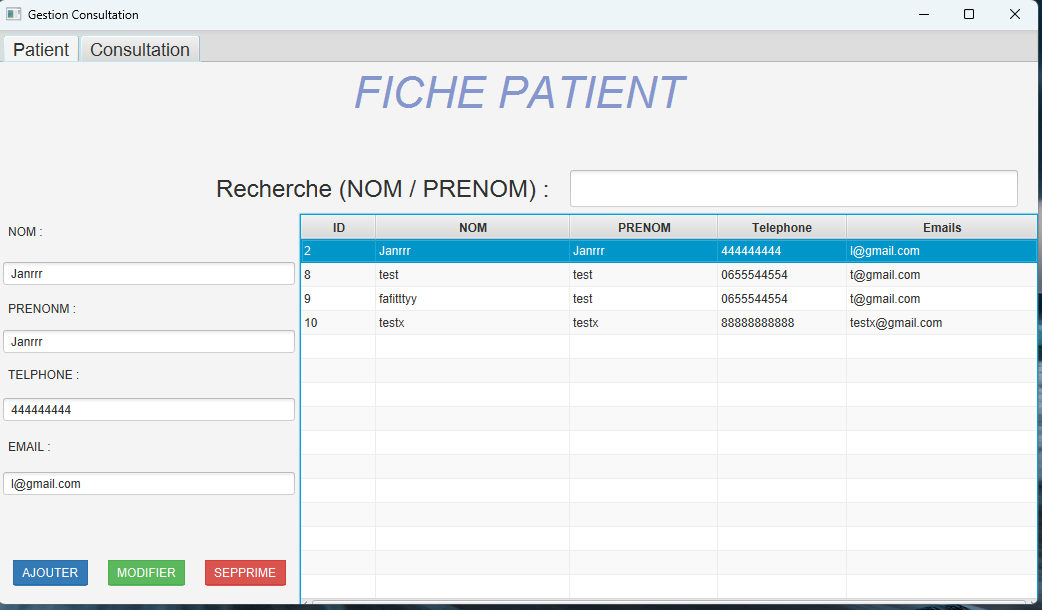 Gestion Consultation
Patient Consultation
FICHE PATIENT
Recherche (NOM / PRENOM) :
NOM :
Janrrr
PRENONM :
Janrrr
TELPHONE :
444444444
EMAIL :
l@gmail.com
AJOUTER MODIFIER SEPPRIME
ID NOM PRENOM Telephone Emails
2 Janrrr Janrrr 444444444 l@gmail.com
8 test test 0655544554 t@gmail.com
9 fafitttyy test 0655544554 t@gmail.com
10 testx testx 88888888888 testx@gmail.com